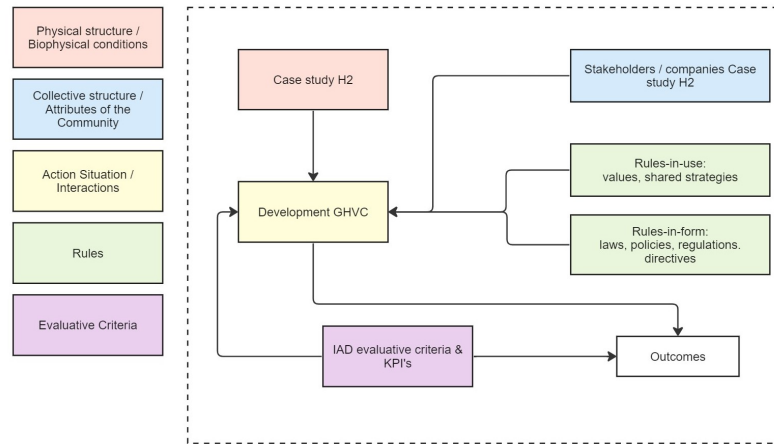 Physical structure /
Biophysical conditions
Collective structure /
Attributes of the
Community
Action Situation /
Interactions
Rules
Evaluative Criteria
Case study H2
Stakeholders / companies Case
study H2
Rules-in-use:
values, shared strategies
Development GHVC
Rules-in-form:
laws, policies, regulations.
directives
IAD evaluative criteria &
KPI's
Outcomes